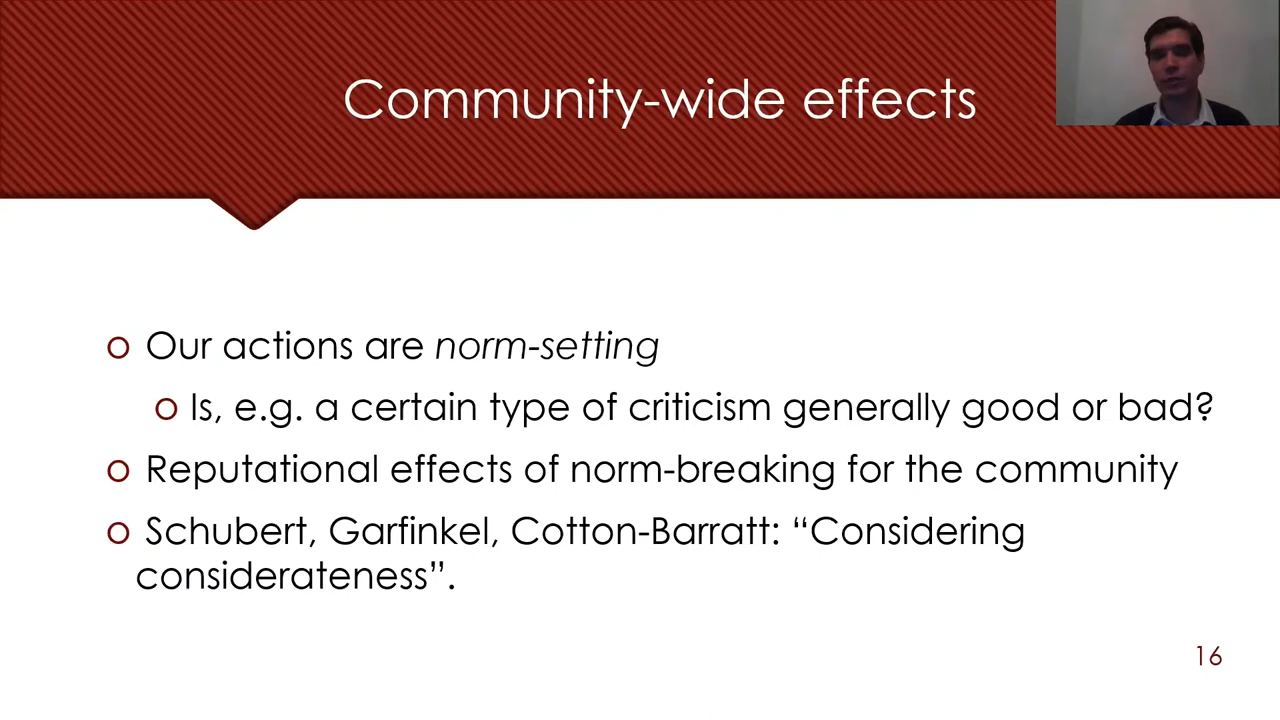 Community-wide effects
o Our actions are norm-setting
o Is, e.g. a certain type of criticism generally good or bad?
o Reputational effects of norm-breaking for the community
o Schubert, Garfinkel, Cotton-Barratt: “Considering
considerateness”.
16